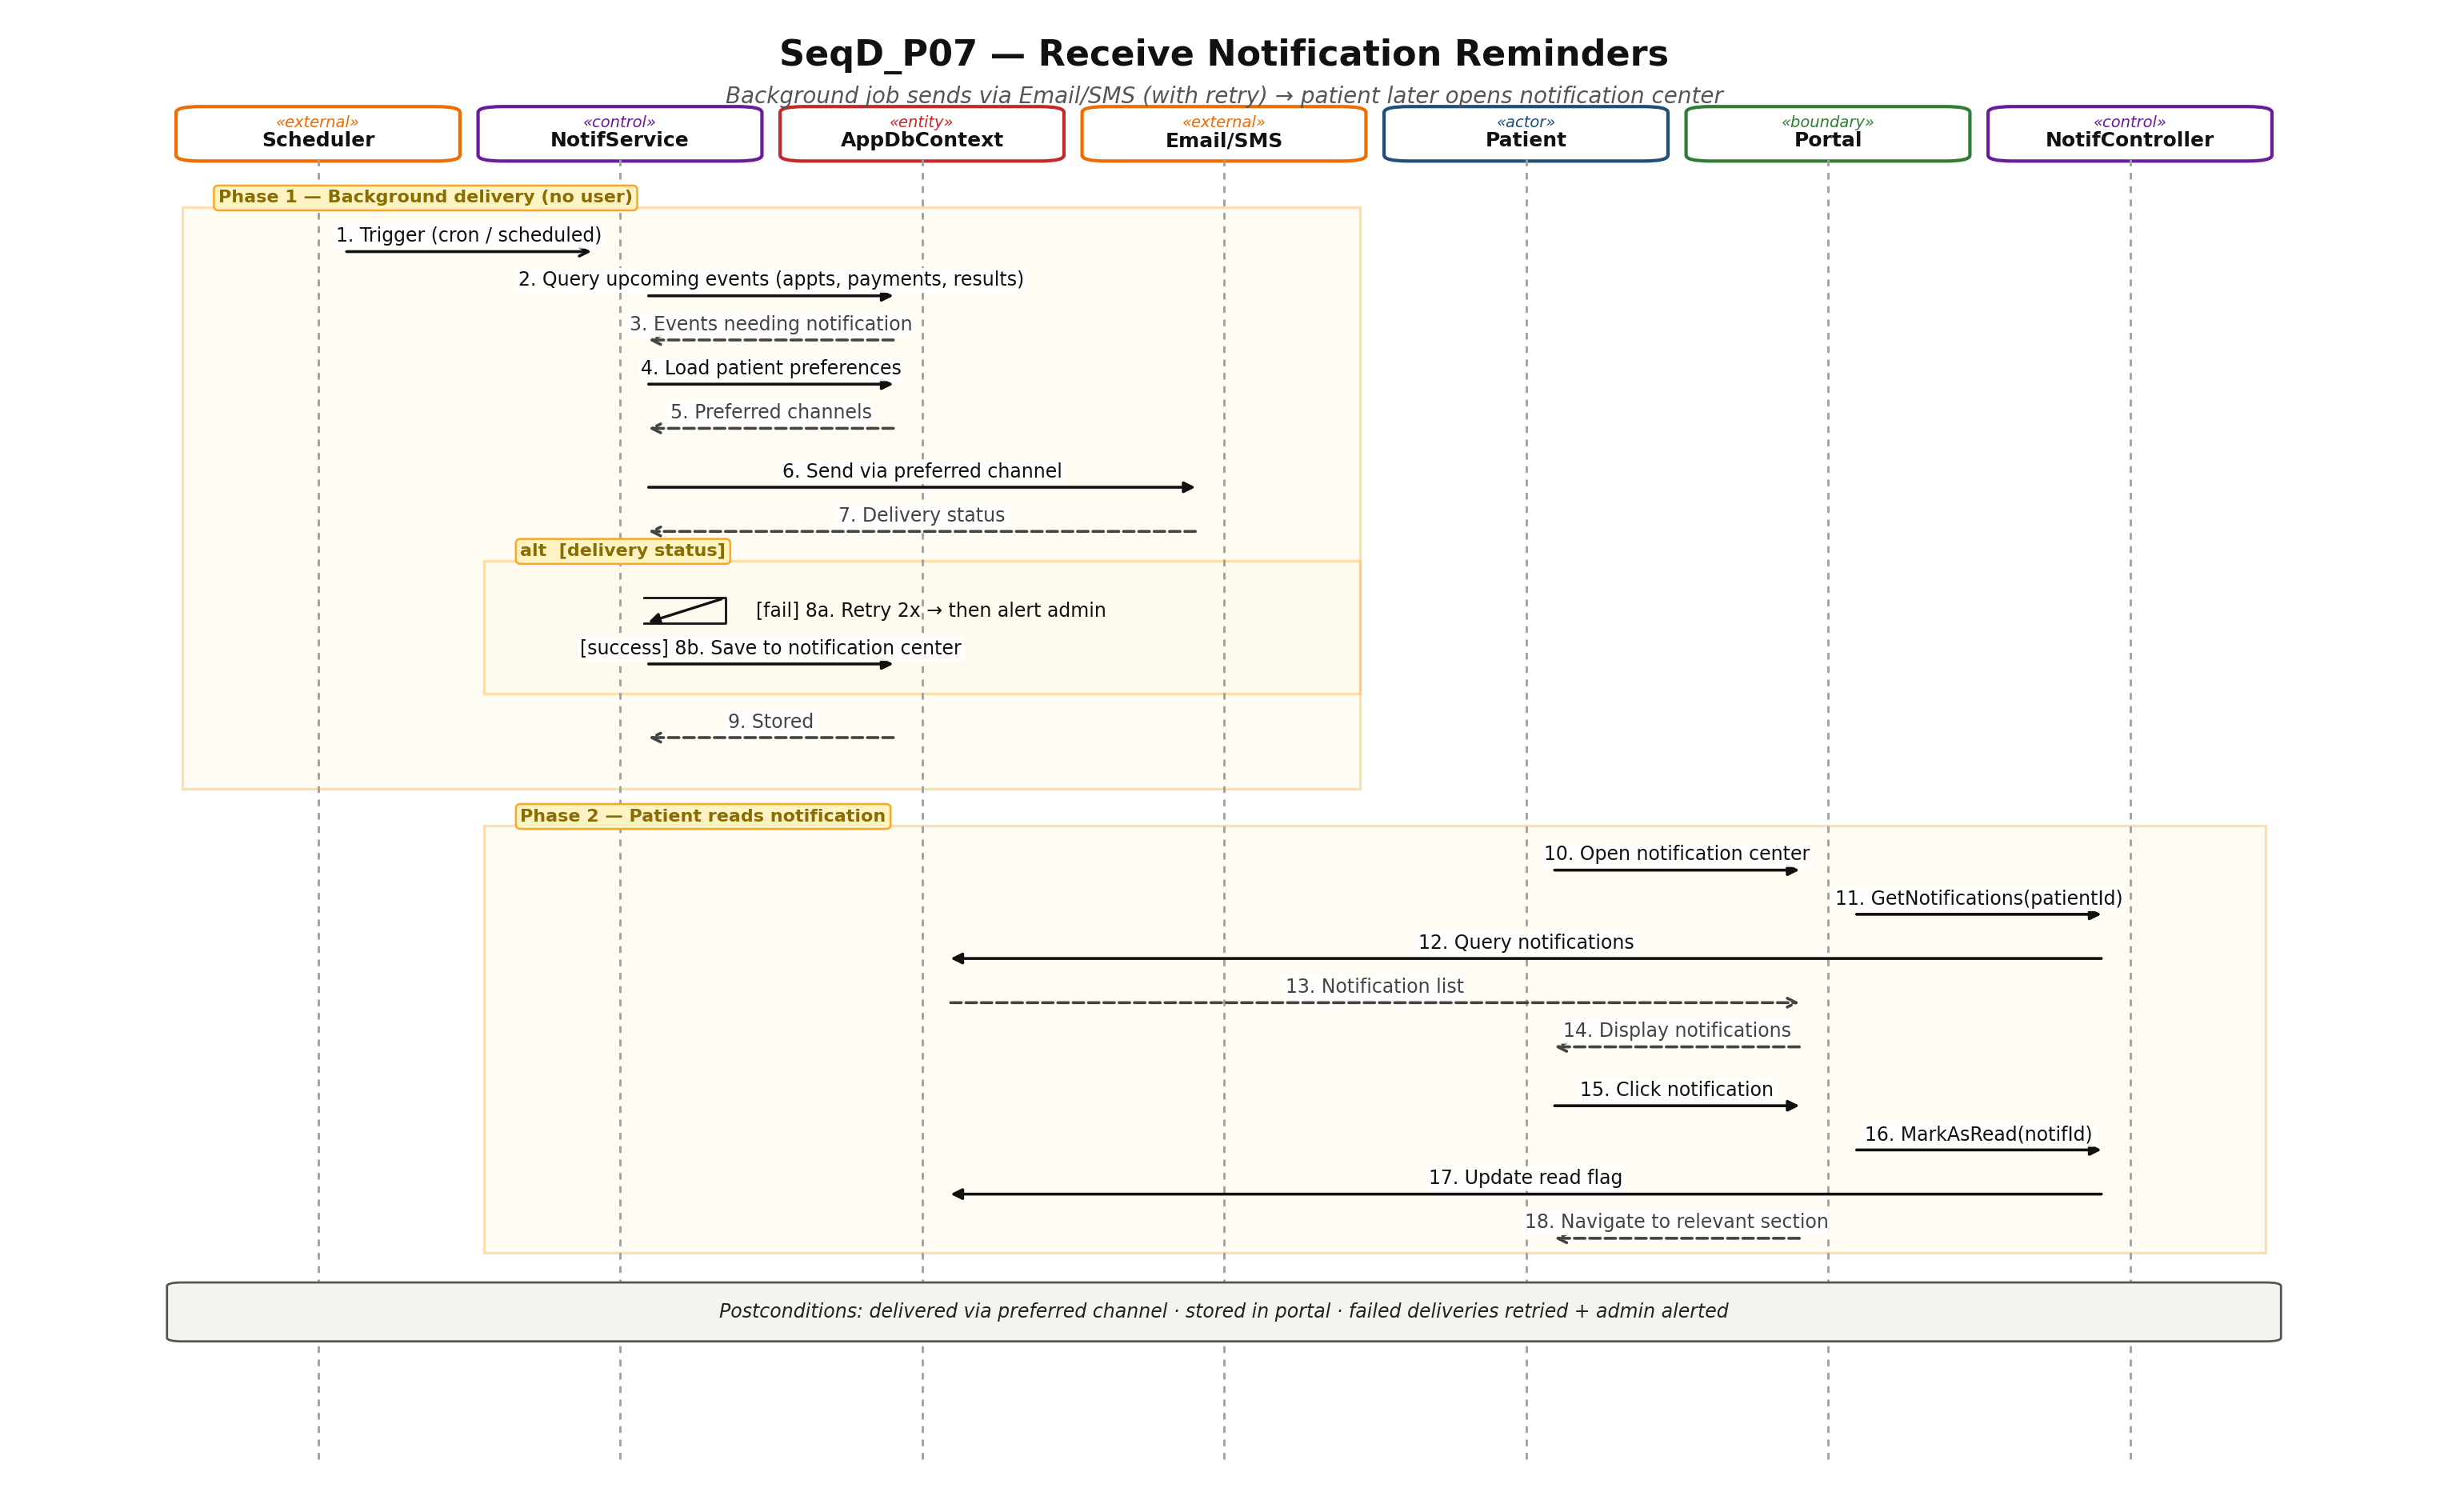 SeqD_P07 — Receive Notification Reminders
Background job sends via Email/SMS (with retry) → patient later opens notification center
«external»
Scheduler
«control»
NotifService
«entity»
AppDbContext
«external»
Email/SMS
«actor»
Patient
«boundary»
Portal
«control»
NotifController
Phase 1 — Background delivery (no user)
1. Trigger (cron / scheduled)
2. Query upcoming events (appts, payments, results)
3. Events needing notification
4. Load patient preferences
5. Preferred channels
6. Send via preferred channel
7. Delivery status
alt [delivery status]
[fail] 8a. Retry 2x → then alert admin
[success] 8b. Save to notification center
9. Stored
Phase 2 — Patient reads notification
10. Open notification center
11. GetNotifications(patientId)
12. Query notifications
13. Notification list
14. Display notifications
15. Click notification
16. MarkAsRead(notifId)
17. Update read flag
18. Navigate to relevant section
Postconditions: delivered via preferred channel · stored in portal · failed deliveries retried + admin alerted